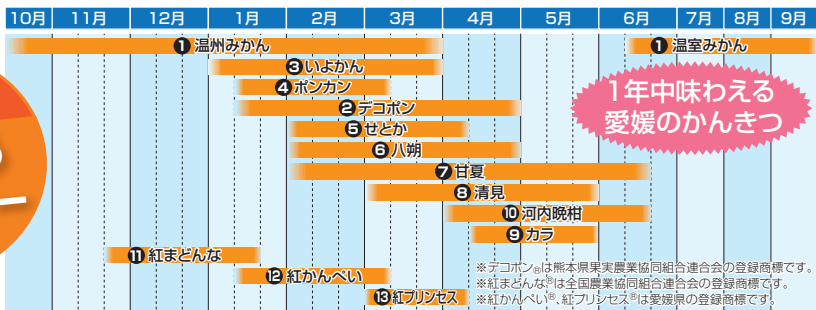 10月 11月 12月 1月 2月 3月 4月 5月 6月 7月 8月 9月
❶温州みかん
❶温室みかん
❸いよかん
❹ポンカン
❷デコポン
❺せとか
❻八朔
❼甘夏
❽清見
❿河内晩柑
❾カラ
⓫紅まどんな
⓬紅かんぺい
⓭紅プリンセス
1年中味わえる
愛媛のかんきつ
※デコポン®は熊本県果実農業協同組合連合会の登録商標です。
※紅まどんな®は全国農業協同組合連合会の登録商標です。
※紅かんぺい®、紅プリンセス®は愛媛県の登録商標です。